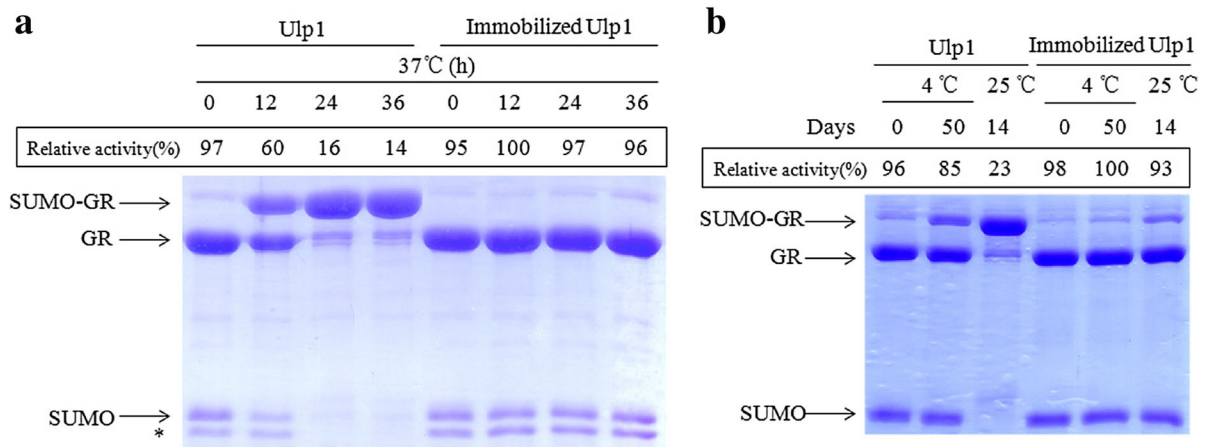 a
Ulp1 Immobilized Ulp1
37℃ (h)
0 12 24 36 0 12 24 36
Relative activity(%) 97 60 16 14 95 100 97 96
SUMO-GR
GR
SUMO
*
b
Ulp1 Immobilized Ulp1
4 ℃ 25 ℃ 4 ℃ 25 ℃
Days 0 50 14 0 50 14
Relative activity(%) 96 85 23 98 100 93
SUMO-GR
GR
SUMO